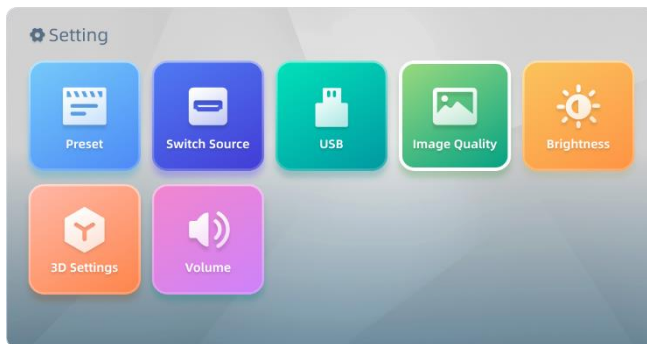 Setting
Preset
Switch Source
USB
Image Quality
Brightness
3D Settings
Volume